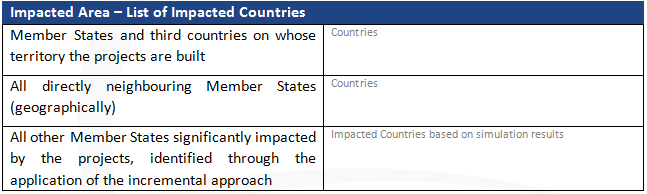 Impacted Area – List of Impacted Countries
Member States and third countries on whose
territory the projects are built
Countries
All directly neighbouring Member States
(geographically)
Countries
All other Member States significantly impacted
by the projects, identified through the
application of the incremental approach
Impacted Countries based on simulation results